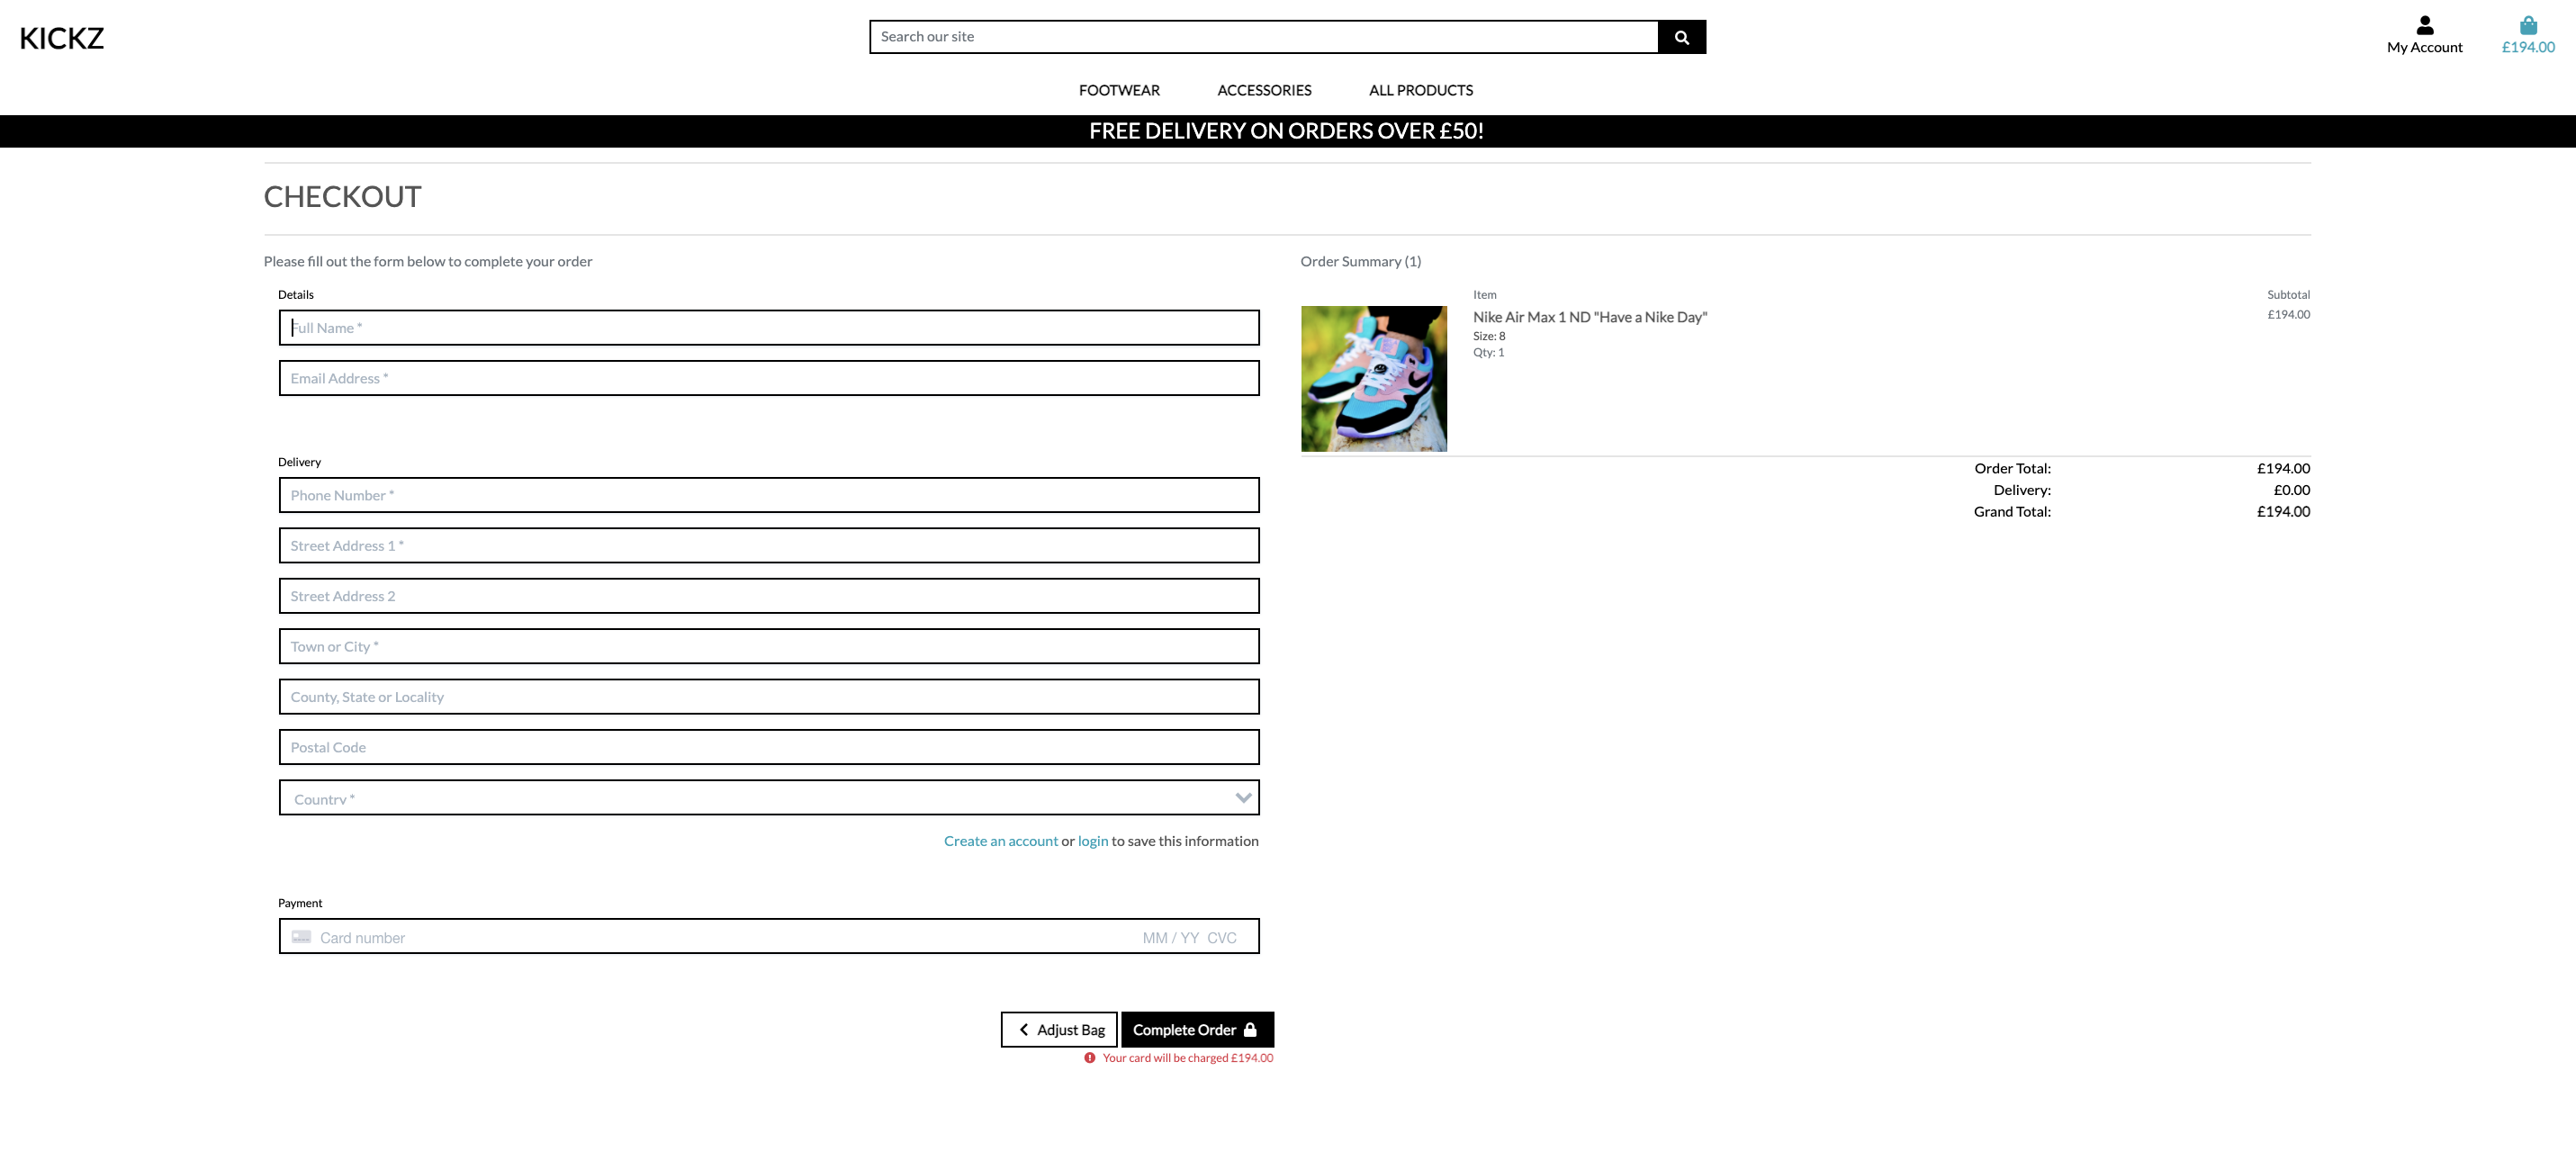 KICKZ
Search our site
My Account
£194.00
FOOTWEAR
ACCESSORIES
ALL PRODUCTS
FREE DELIVERY ON ORDERS OVER £50!
CHECKOUT
Please fill out the form below to complete your order
Details
Full Name *
Email Address *
Delivery
Phone Number *
Street Address 1 *
Street Address 2
Town or City *
County, State or Locality
Postal Code
Country *
Create an account or login to save this information
Payment
Card number MM / YY CVC
Adjust Bag
Complete Order
Your card will be charged £194.00
Order Summary (1)
Item
Subtotal
Nike Air Max 1 ND "Have a Nike Day"
£194.00
Size: 8
Qty: 1
Order Total: £194.00
Delivery: £0.00
Grand Total: £194.00